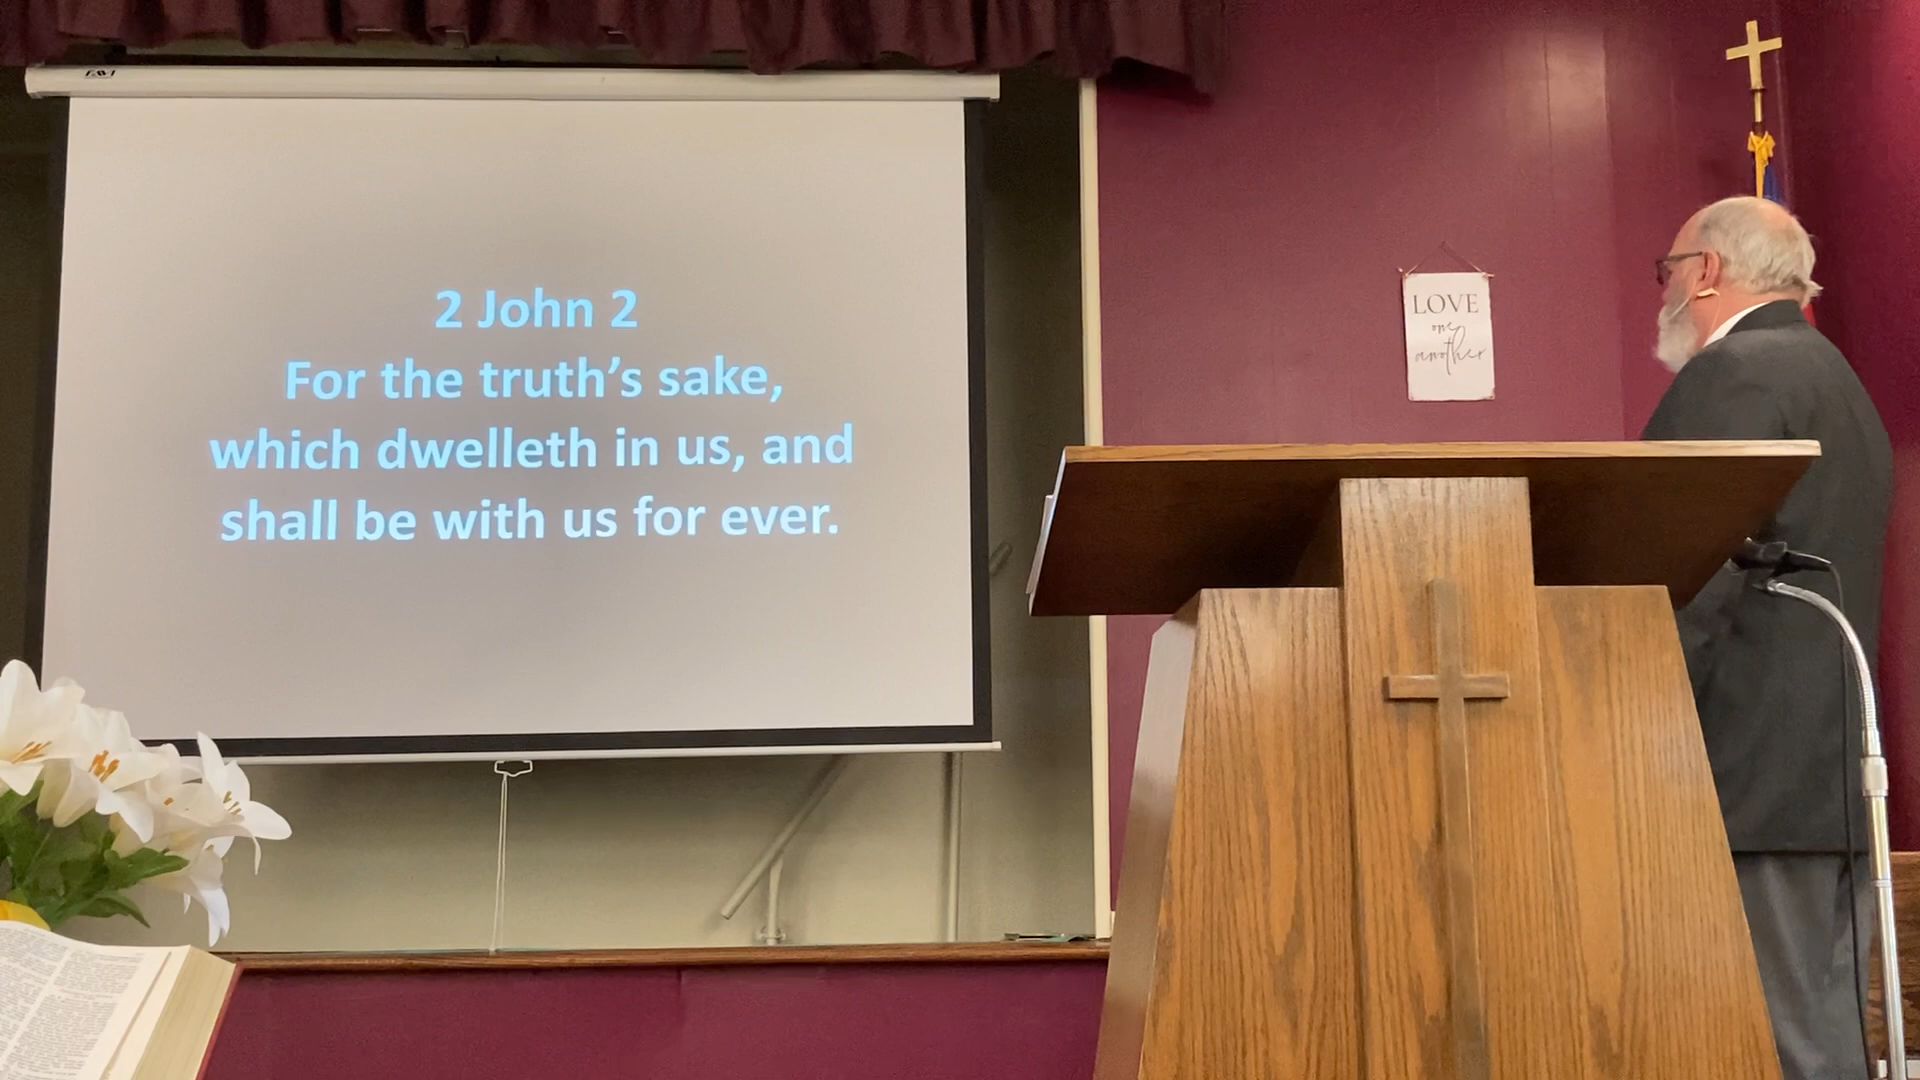 2 John 2
For the truth's sake,
which dwelleth in us, and
shall be with us for ever.
LOVE
one
another